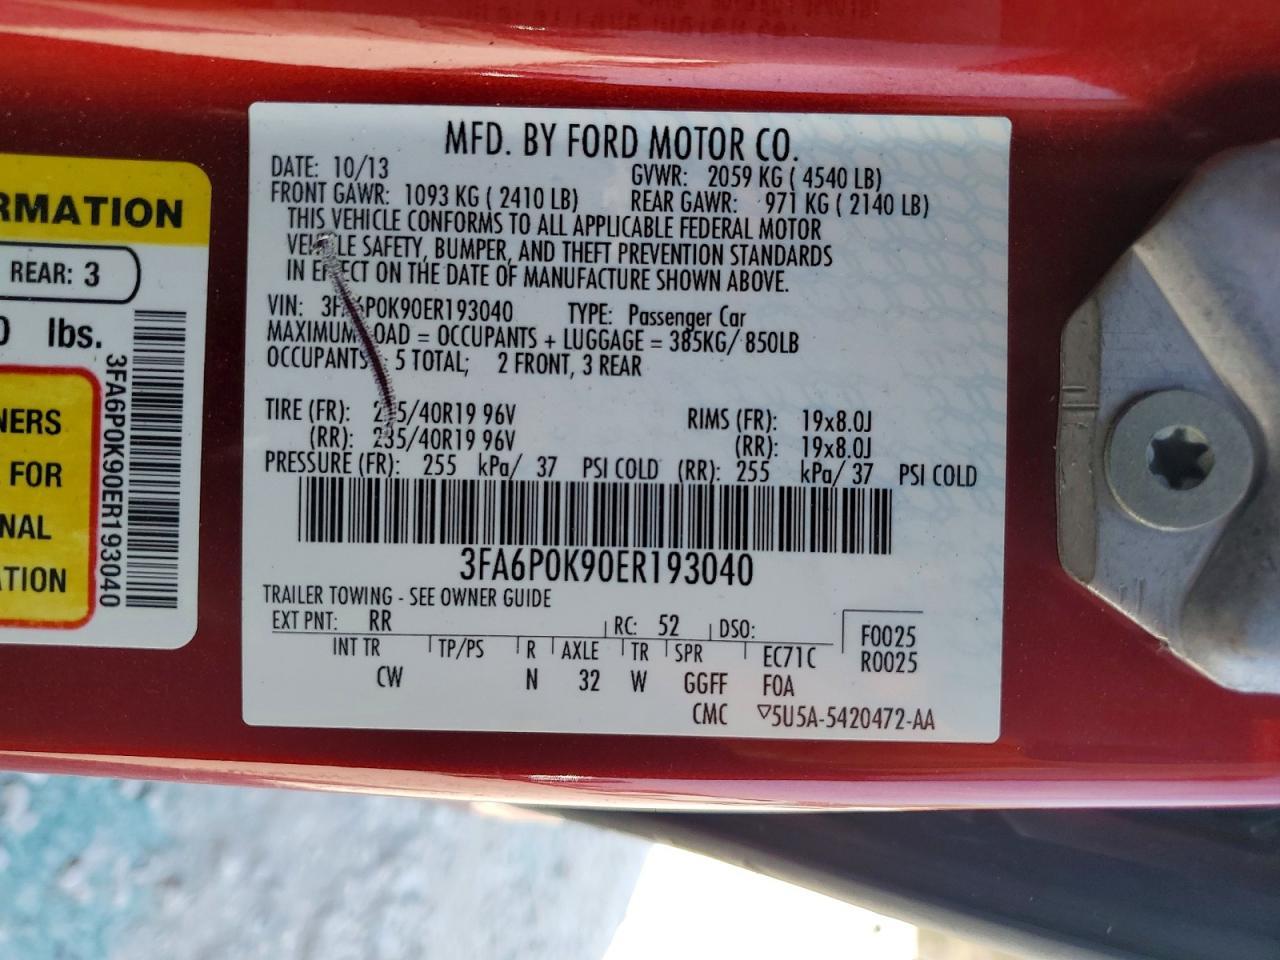 MFD. BY FORD MOTOR CO.
DATE: 10/13 GVWR: 2059 KG ( 4540 LB)
FRONT GAWR: 1093 KG ( 2410 LB) REAR GAWR: 971 KG ( 2140 LB)
THIS VEHICLE CONFORMS TO ALL APPLICABLE FEDERAL MOTOR
VEHICLE SAFETY, BUMPER, AND THEFT PREVENTION STANDARDS
IN EFFECT ON THE DATE OF MANUFACTURE SHOWN ABOVE.
VIN: 3FA6P0K90ER193040 TYPE: Passenger Car
MAXIMUM LOAD = OCCUPANTS + LUGGAGE = 385KG/ 850LB
OCCUPANTS: 5 TOTAL; 2 FRONT, 3 REAR
TIRE (FR): 235/40R19 96V RIMS (FR): 19x8.0J
(RR): 235/40R19 96V (RR): 19x8.0J
PRESSURE (FR): 255 kPa/ 37 PSI COLD (RR): 255 kPa/ 37 PSI COLD
3FA6P0K90ER193040
TRAILER TOWING - SEE OWNER GUIDE
EXT PNT: RR RC: 52 DSO: F0025
INT TR TP/PS R AXLE TR SPR EC71C R0025
CW N 32 W GGFF F0A
CMC ▽5U5A-5420472-AA
RMATION
REAR: 3
0 lbs.
NERS
FOR
NAL
ATION
3FA6P0K90ER193040